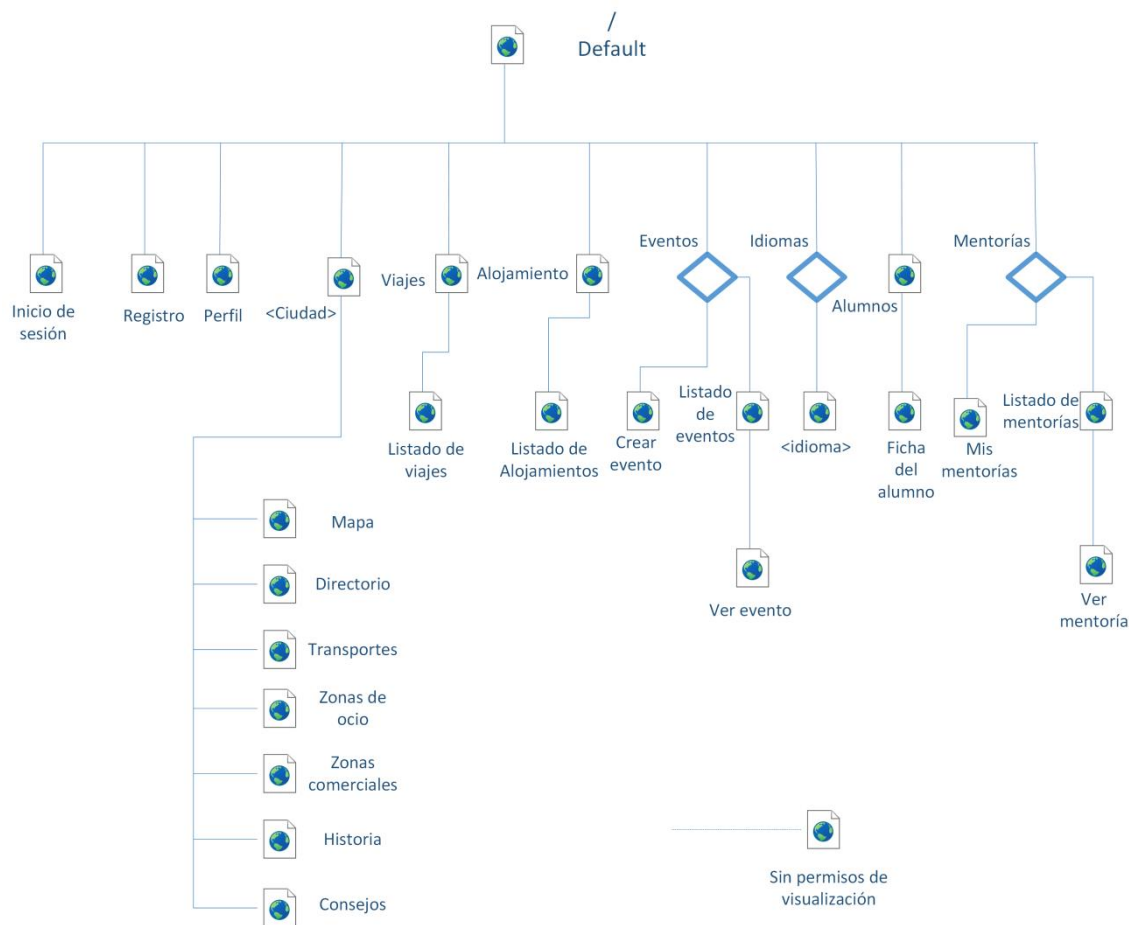 /
Default
Eventos
Idiomas
Mentorías
Viajes
Alojamiento
Alumnos
Inicio de
sesión
Registro
Perfil
<Ciudad>
Listado de
viajes
Listado de
Alojamientos
Crear
evento
Listado
de
eventos
<idioma>
Ficha
del
alumno
Mis
mentorías
Listado de
mentorías
Mapa
Directorio
Transportes
Zonas de
ocio
Zonas
comerciales
Historia
Consejos
Ver evento
Ver
mentoría
Sin permisos de
visualización